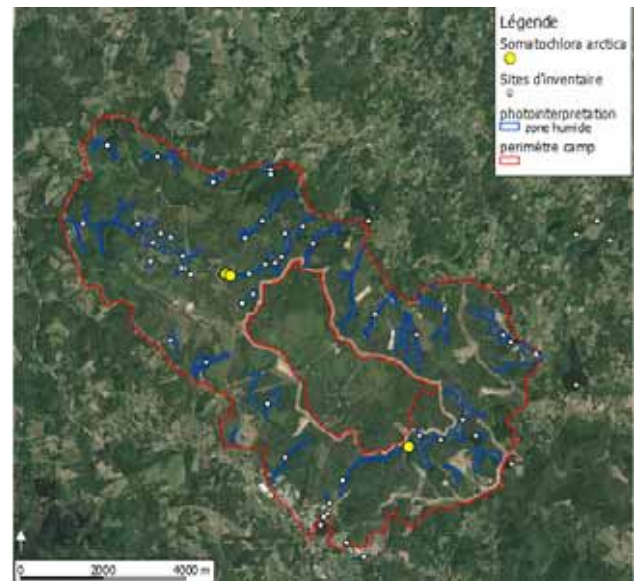 Légende
Somatochlora arctica
Sites d'inventaire
photointerpretation
zone humide
perimètre camp
0 2000 4000 m